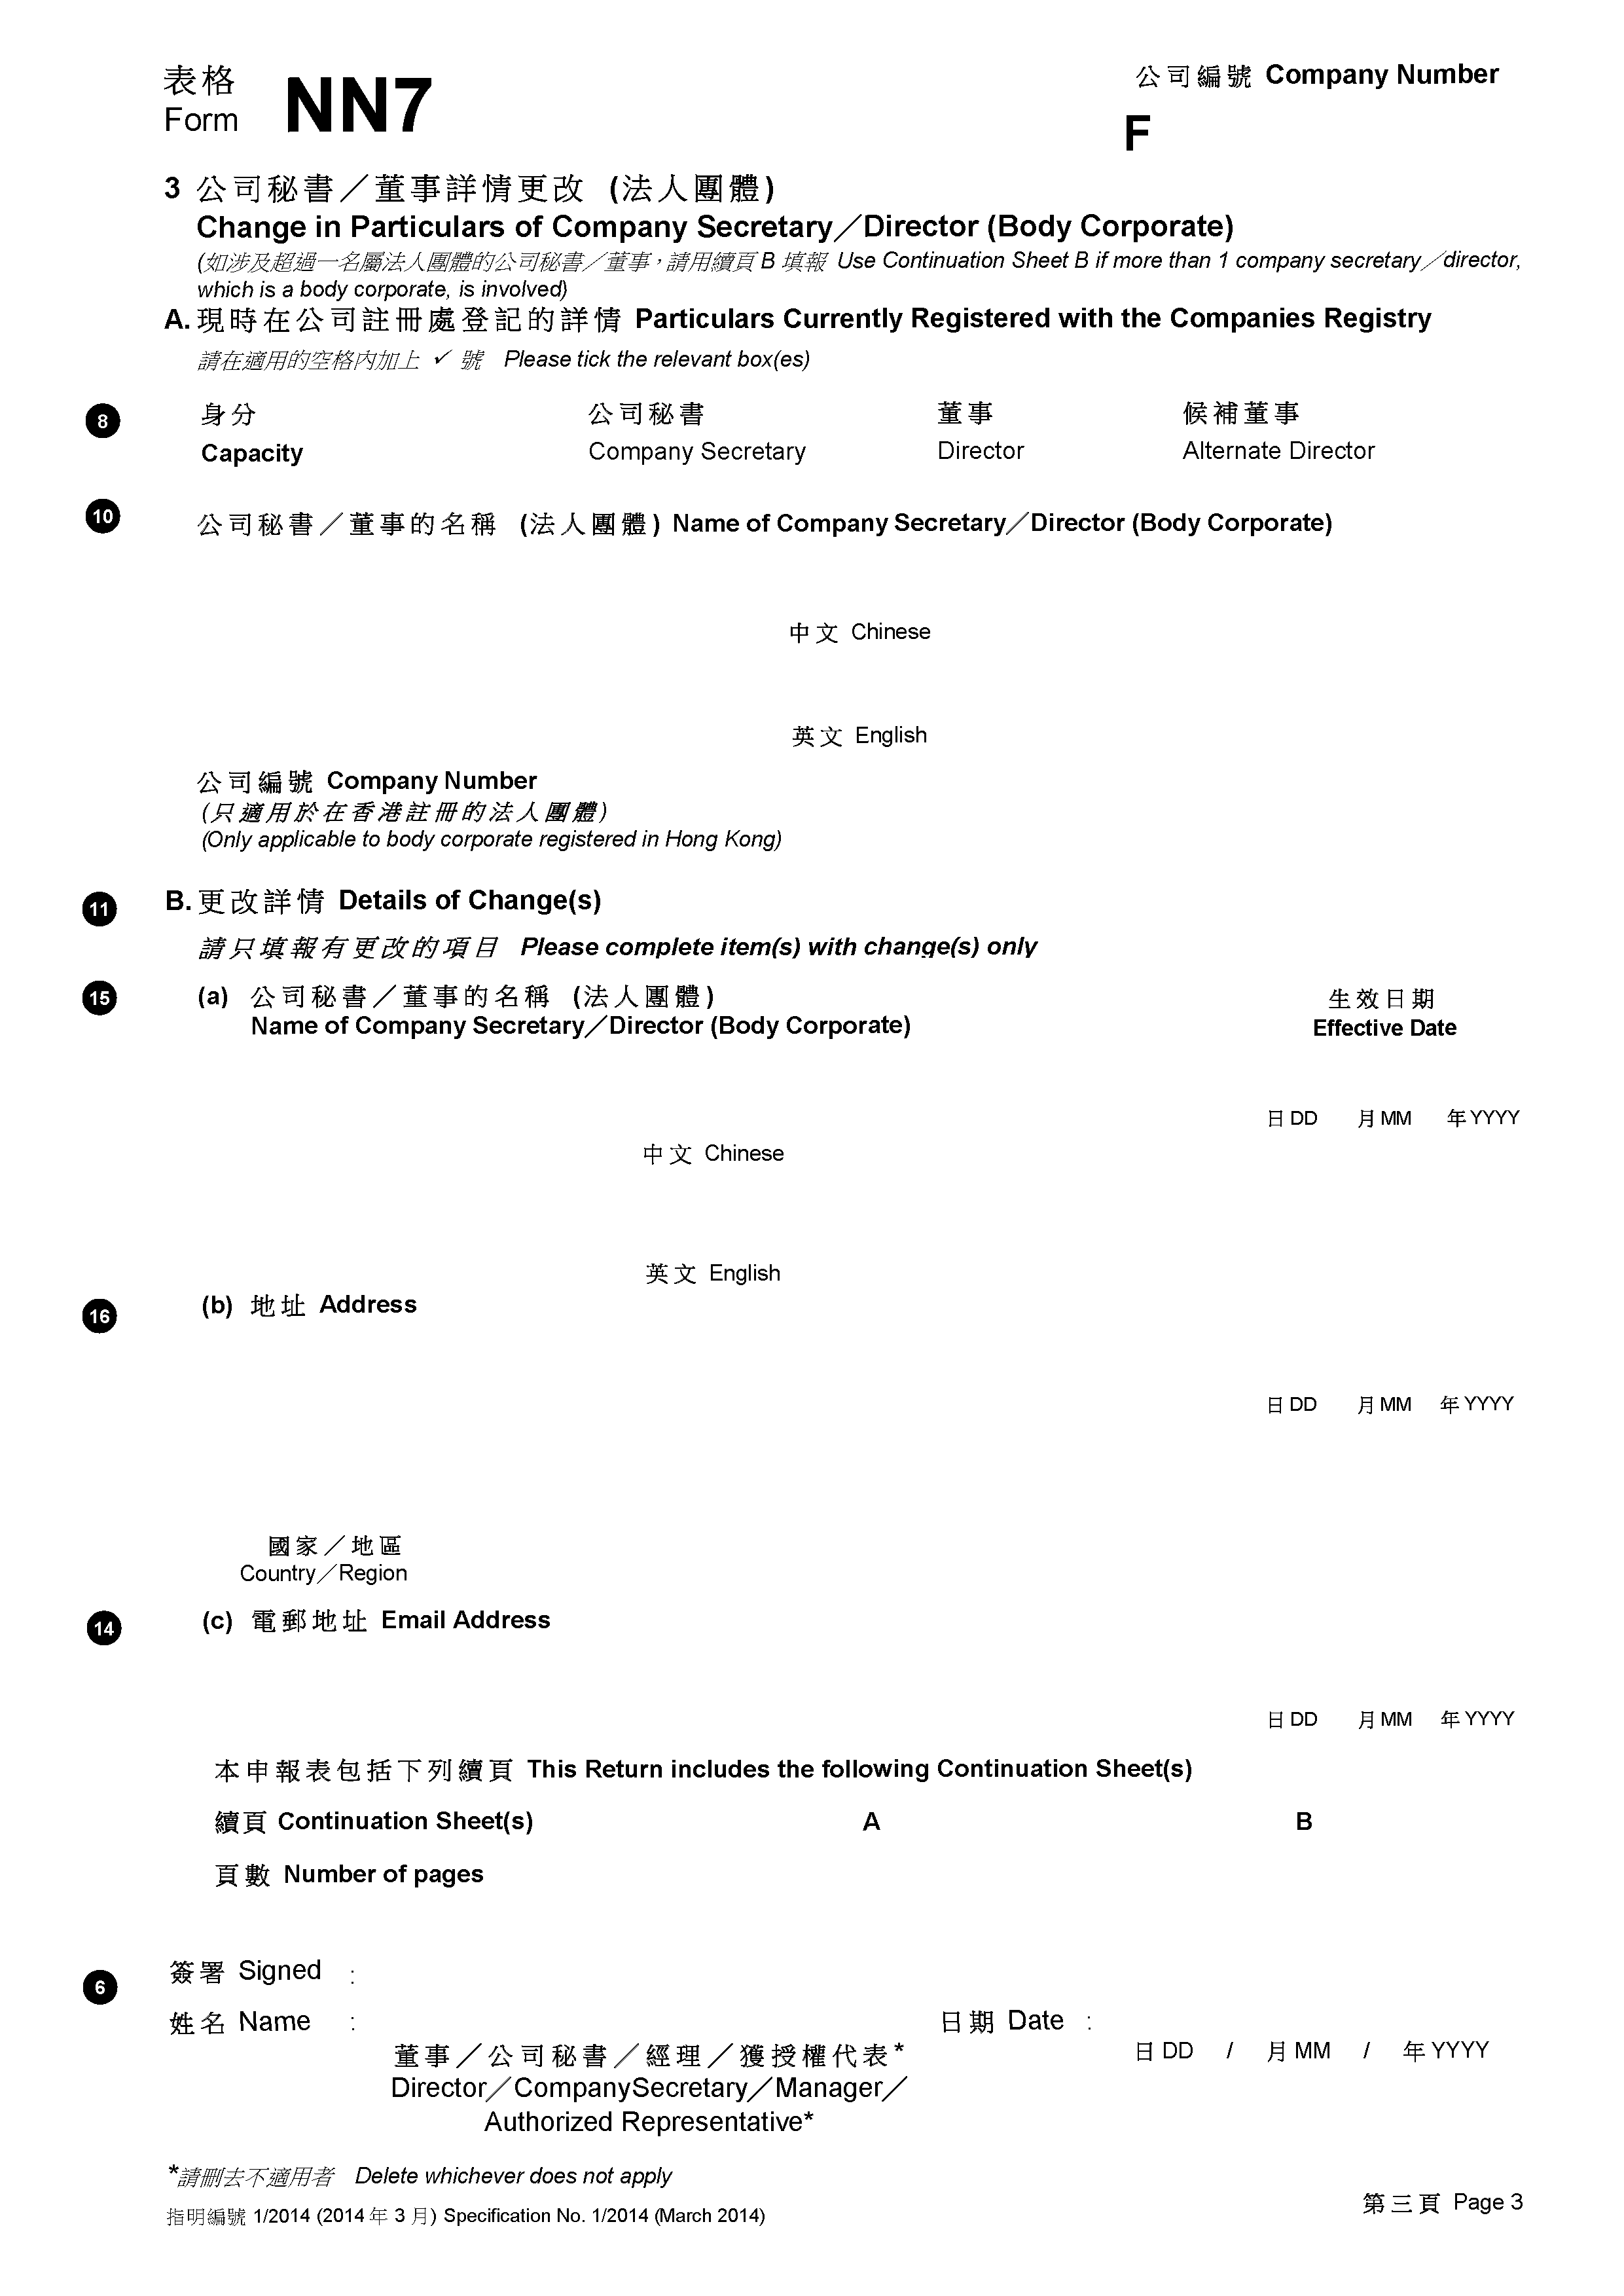 表格
Form NN7
公司編號 Company Number
F
3 公司秘書／董事詳情更改 (法人團體)
Change in Particulars of Company Secretary／Director (Body Corporate)
(如涉及超過一名屬法人團體的公司秘書／董事，請用續頁 B 填報 Use Continuation Sheet B if more than 1 company secretary／director,
which is a body corporate, is involved)
A. 現時在公司註冊處登記的詳情 Particulars Currently Registered with the Companies Registry
請在適用的空格內加上 ✓ 號 Please tick the relevant box(es)
8 身分 公司秘書 董事 候補董事
Capacity Company Secretary Director Alternate Director
10 公司秘書／董事的名稱 (法人團體) Name of Company Secretary／Director (Body Corporate)
中文 Chinese
英文 English
公司編號 Company Number
(只適用於在香港註冊的法人團體)
(Only applicable to body corporate registered in Hong Kong)
11 B. 更改詳情 Details of Change(s)
請只填報有更改的項目 Please complete item(s) with change(s) only
15 (a) 公司秘書／董事的名稱 (法人團體) 生效日期
Name of Company Secretary／Director (Body Corporate) Effective Date
日 DD 月 MM 年 YYYY
中文 Chinese
英文 English
16 (b) 地址 Address
日 DD 月 MM 年 YYYY
國家／地區
Country／Region
14 (c) 電郵地址 Email Address
日 DD 月 MM 年 YYYY
本申報表包括下列續頁 This Return includes the following Continuation Sheet(s)
續頁 Continuation Sheet(s) A B
頁數 Number of pages
6 簽署 Signed :
姓名 Name : 日期 Date :
董事／公司秘書／經理／獲授權代表* 日 DD / 月 MM / 年 YYYY
Director／CompanySecretary／Manager／
Authorized Representative*
*請刪去不適用者 Delete whichever does not apply
指明編號 1/2014 (2014 年 3 月) Specification No. 1/2014 (March 2014)
第三頁 Page 3